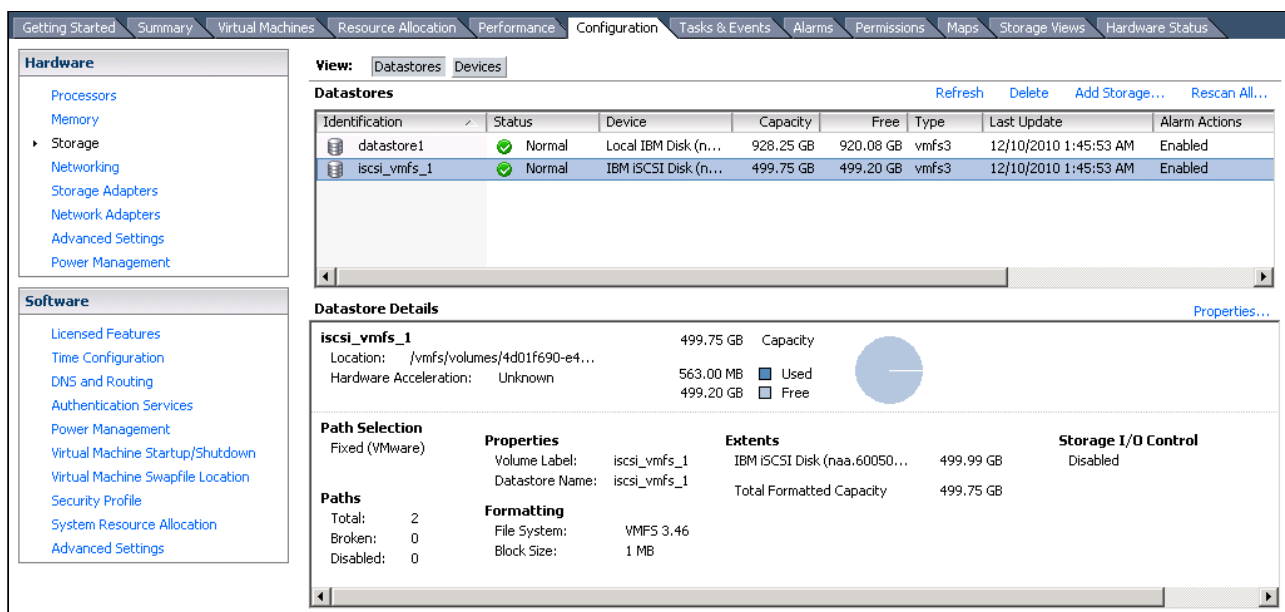 Getting Started Summary Virtual Machines Resource Allocation Performance Configuration Tasks & Events Alarms Permissions Maps Storage Views Hardware Status
Hardware
Processors
Memory
Storage
Networking
Storage Adapters
Network Adapters
Advanced Settings
Power Management
Software
Licensed Features
Time Configuration
DNS and Routing
Authentication Services
Power Management
Virtual Machine Startup/Shutdown
Virtual Machine Swapfile Location
Security Profile
System Resource Allocation
Advanced Settings
View: Datastores Devices
Datastores Refresh Delete Add Storage... Rescan All...
Identification Status Device Capacity Free Type Last Update Alarm Actions
datastore1 Normal Local IBM Disk (n... 928.25 GB 920.08 GB vmfs3 12/10/2010 1:45:53 AM Enabled
iscsi_vmfs_1 Normal IBM iSCSI Disk (n... 499.75 GB 499.20 GB vmfs3 12/10/2010 1:45:53 AM Enabled
Datastore Details Properties...
iscsi_vmfs_1 499.75 GB Capacity
Location: /vmfs/volumes/4d01f690-e4...
Hardware Acceleration: Unknown
563.00 MB Used
499.20 GB Free
Path Selection
Fixed (VMware)
Paths
Total: 2
Broken: 0
Disabled: 0
Properties
Volume Label: iscsi_vmfs_1
Datastore Name: iscsi_vmfs_1
Formatting
File System: VMFS 3.46
Block Size: 1 MB
Extents
IBM iSCSI Disk (naa.60050... 499.99 GB
Total Formatted Capacity 499.75 GB
Storage I/O Control
Disabled